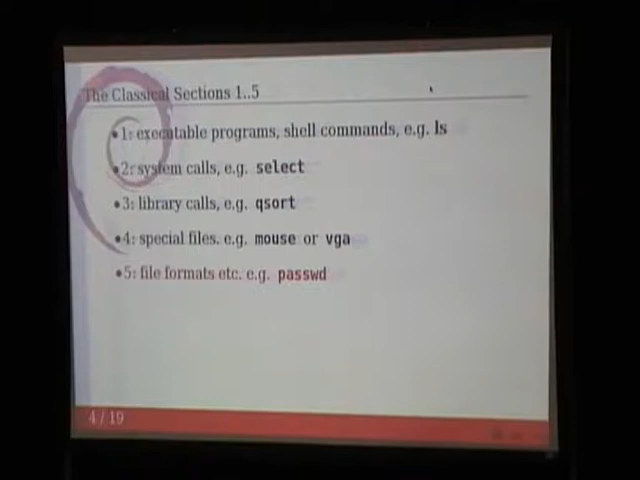 The Classical Sections 1..5
•1: executable programs, shell commands, e.g. ls
•2: system calls, e.g. select
•3: library calls, e.g. qsort
•4: special files. e.g. mouse or vga
•5: file formats etc. e.g. passwd
4 / 19